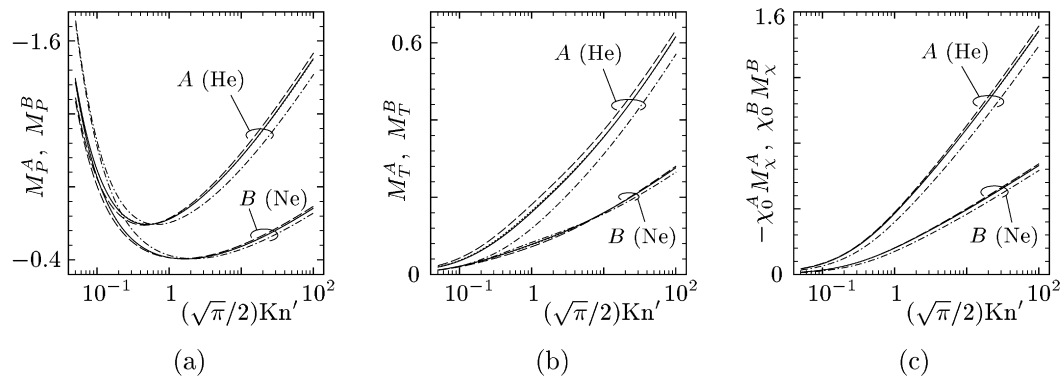 −1.6
−0.4
M_P^A, M_P^B
A (He)
B (Ne)
10^−1
1
10^2
(√π/2)Kn′
(a)
0.6
0
M_T^A, M_T^B
A (He)
B (Ne)
10^−1
1
10^2
(√π/2)Kn′
(b)
1.6
0
−χ_0^A M_χ^A, χ_0^B M_χ^B
A (He)
B (Ne)
10^−1
1
10^2
(√π/2)Kn′
(c)